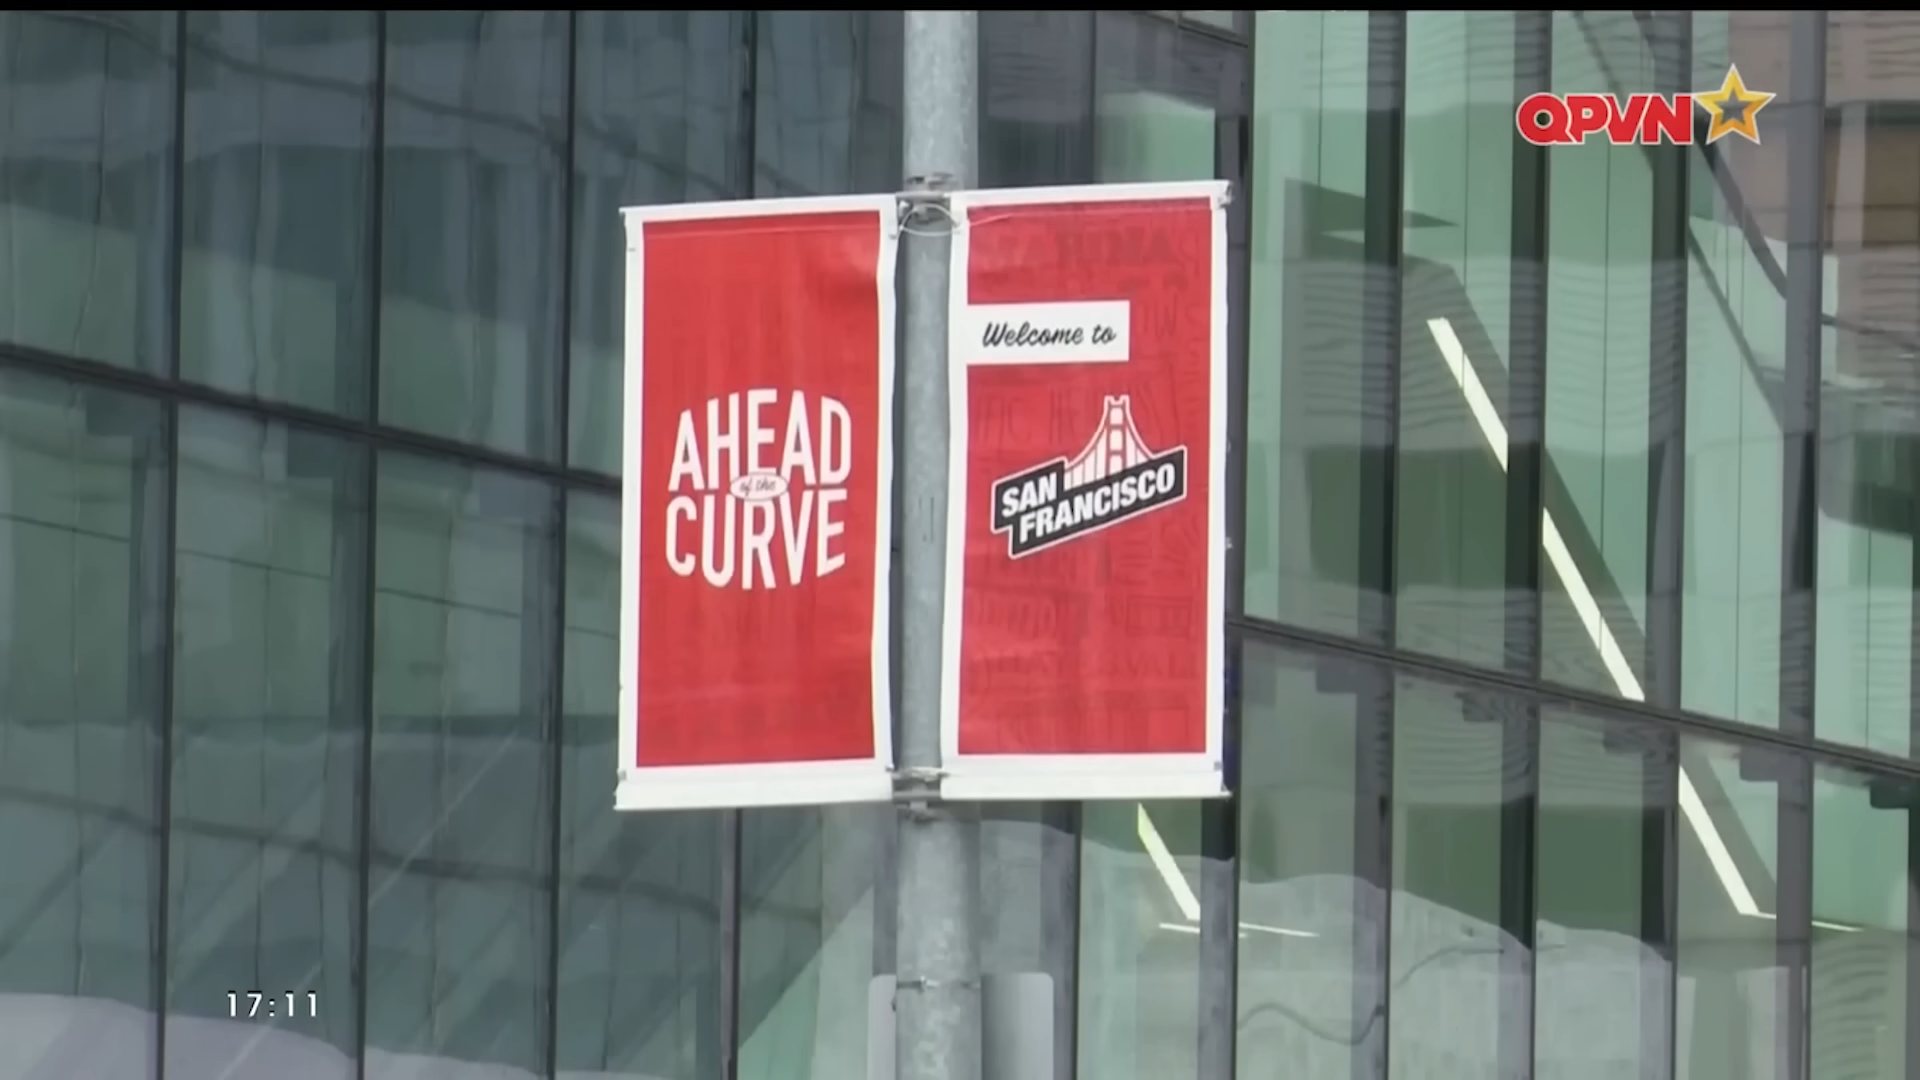 QPVN
AHEAD
of the
CURVE
Welcome to
SAN
FRANCISCO
17:11